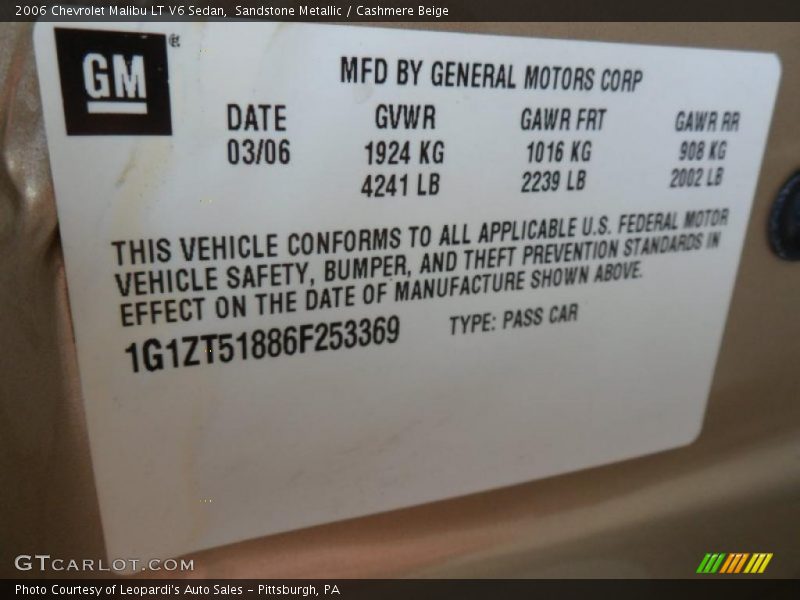 2006 Chevrolet Malibu LT V6 Sedan, Sandstone Metallic / Cashmere Beige
GM ®
MFD BY GENERAL MOTORS CORP
DATE GVWR GAWR FRT GAWR RR
03/06 1924 KG 1016 KG 908 KG
4241 LB 2239 LB 2002 LB
THIS VEHICLE CONFORMS TO ALL APPLICABLE U.S. FEDERAL MOTOR
VEHICLE SAFETY, BUMPER, AND THEFT PREVENTION STANDARDS IN
EFFECT ON THE DATE OF MANUFACTURE SHOWN ABOVE.
1G1ZT51886F253369 TYPE: PASS CAR
GTCARLOT.COM
Photo Courtesy of Leopardi's Auto Sales - Pittsburgh, PA